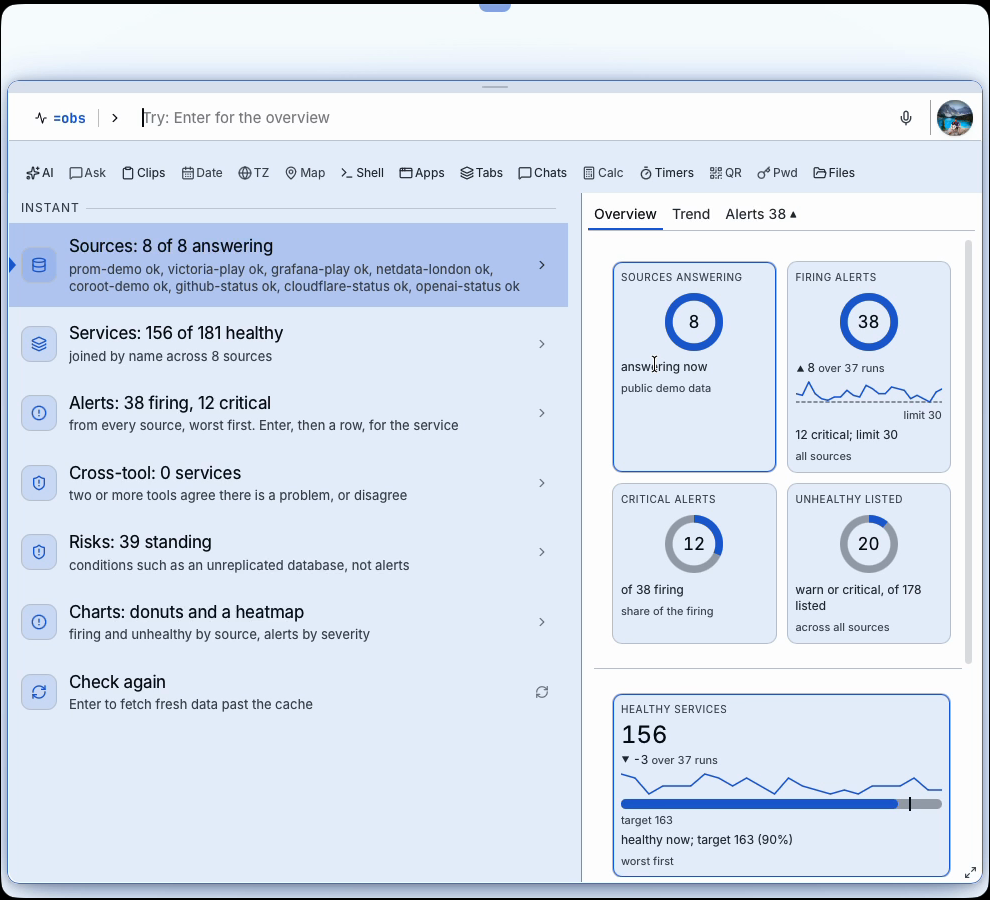 =obs
Try: Enter for the overview
AI Ask Clips Date TZ Map Shell Apps Tabs Chats Calc Timers QR Pwd Files
INSTANT
Sources: 8 of 8 answering
prom-demo ok, victoria-play ok, grafana-play ok, netdata-london ok,
coroot-demo ok, github-status ok, cloudflare-status ok, openai-status ok
Services: 156 of 181 healthy
joined by name across 8 sources
Alerts: 38 firing, 12 critical
from every source, worst first. Enter, then a row, for the service
Cross-tool: 0 services
two or more tools agree there is a problem, or disagree
Risks: 39 standing
conditions such as an unreplicated database, not alerts
Charts: donuts and a heatmap
firing and unhealthy by source, alerts by severity
Check again
Enter to fetch fresh data past the cache
Overview Trend Alerts 38 ▲
SOURCES ANSWERING
8
answering now
public demo data
FIRING ALERTS
38
▲ 8 over 37 runs
limit 30
12 critical; limit 30
all sources
CRITICAL ALERTS
12
of 38 firing
share of the firing
UNHEALTHY LISTED
20
warn or critical, of 178
listed
across all sources
HEALTHY SERVICES
156
▼ -3 over 37 runs
target 163
healthy now; target 163 (90%)
worst first